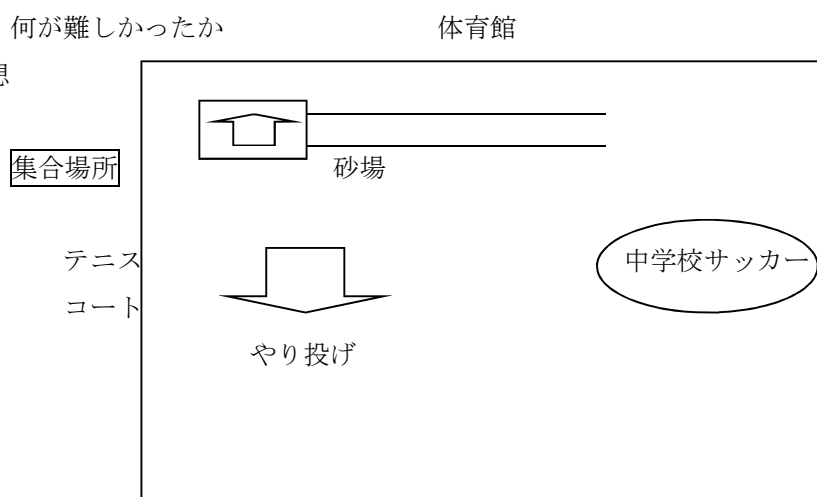 何が難しかったか
体育館
想
集合場所
砂場
テニス
コート
中学校サッカー
やり投げ